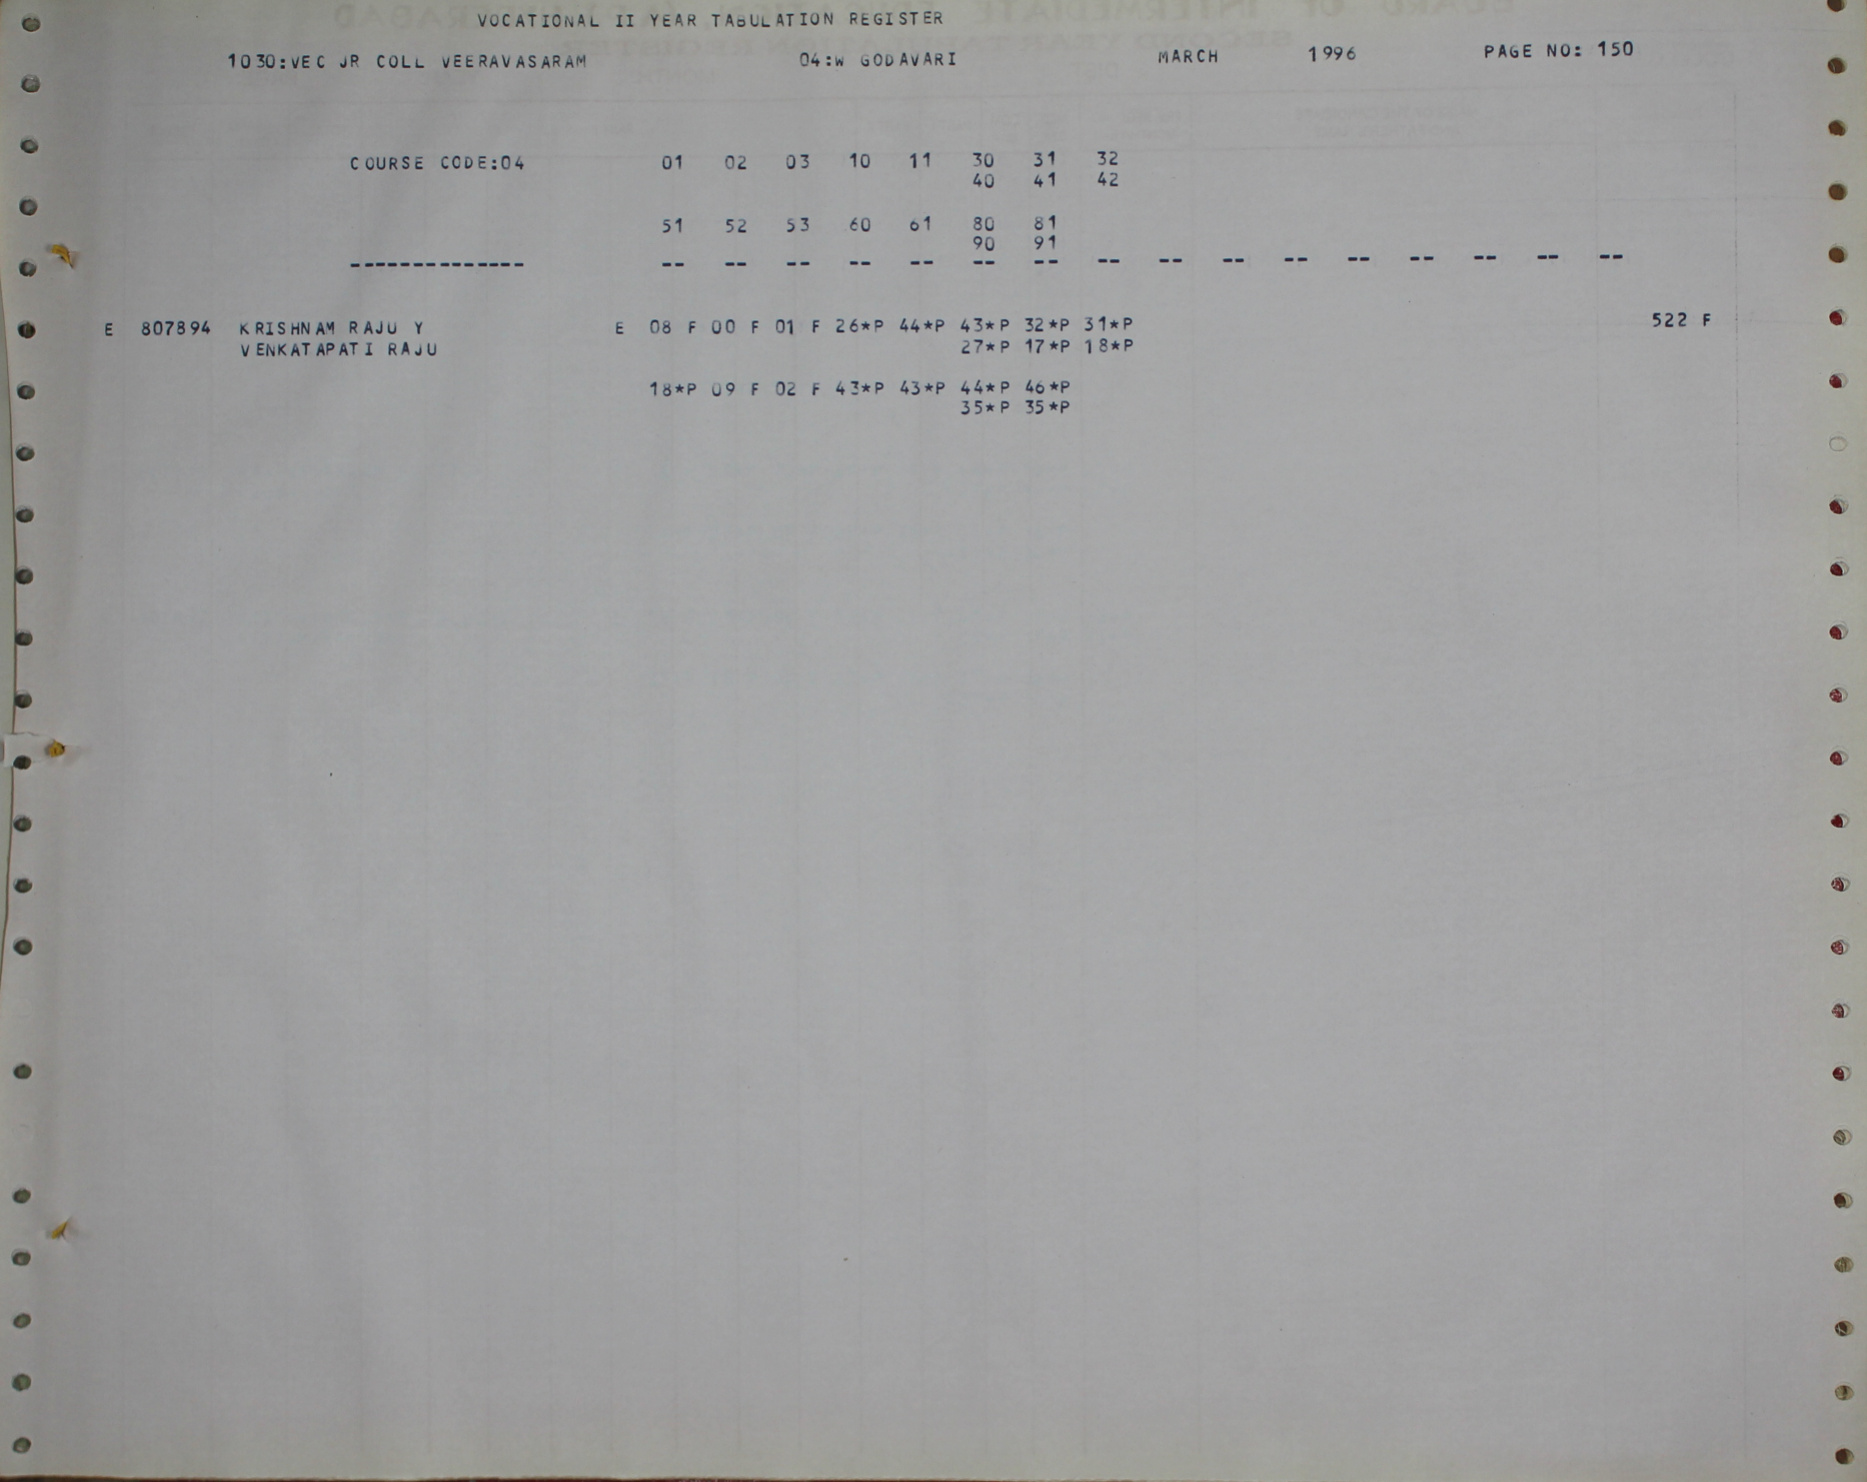 VOCATIONAL II YEAR TABULATION REGISTER
1030:VEC JR COLL VEERAVASARAM 04:W GODAVARI MARCH 1996 PAGE NO: 150
COURSE CODE:04 01 02 03 10 11 30 31 32
40 41 42
51 52 53 60 61 80 81
90 91
-------------- -- -- -- -- -- -- -- -- -- -- -- -- -- -- -- --
E 807894 KRISHNAM RAJU Y E 08 F 00 F 01 F 26*P 44*P 43*P 32*P 31*P 522 F
VENKATAPATI RAJU 27*P 17*P 18*P
18*P 09 F 02 F 43*P 43*P 44*P 46*P
35*P 35*P